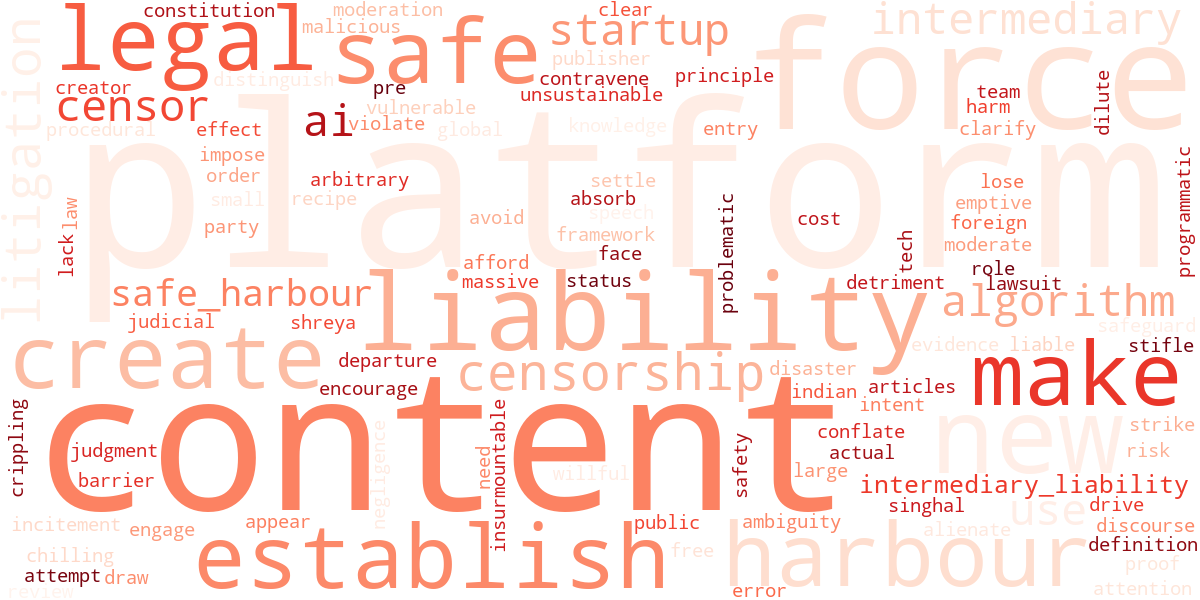 constitution
moderation
clear
intermediary
legal
safe
startup
force
malicious
publisher
creator
distinguish
contravene
principle
censor
pre
unsustainable
team
dilute
litigation
ai
vulnerable
harm
procedural
effect
violate
global
knowledge
entry
clarify
platform
impose
order
arbitrary
settle
lose
programmatic
small
recipe
absorb
emptive
law
party
avoid
speech
problematic
cost
foreign
lack
framework
tech
moderate
afford
face
role
massive
status
detriment
lawsuit
safe_harbour
liability
algorithm
judicial
shreya
safeguard
create
departure
censorship
disaster
evidence
liable
stifle
encourage
indian
articles
make
content
intent
crippling
negligence
insurmountable
new
strike
judgment
need
safety
conflate
actual
risk
barrier
willful
large
intermediary_liability
incitement
engage
appear
public
ambiguity
singhal
drive
use
discourse
establish
harbour
alienate
definition
chilling
free
proof
attempt
draw
review
error
attention